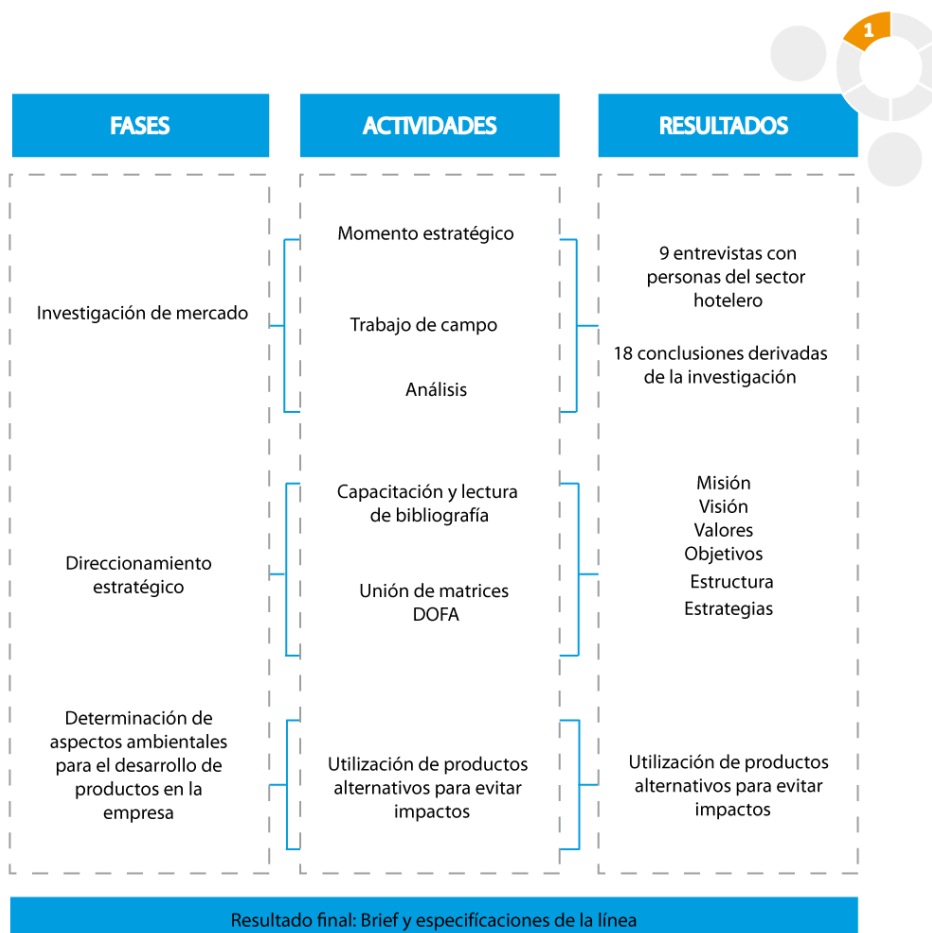 1
FASES
ACTIVIDADES
RESULTADOS
Investigación de mercado
Momento estratégico
Trabajo de campo
Análisis
9 entrevistas con
personas del sector
hotelero
18 conclusiones derivadas
de la investigación
Direccionamiento
estratégico
Capacitación y lectura
de bibliografía
Unión de matrices
DOFA
Misión
Visión
Valores
Objetivos
Estructura
Estrategias
Determinación de
aspectos ambientales
para el desarrollo de
productos en la
empresa
Utilización de productos
alternativos para evitar
impactos
Utilización de productos
alternativos para evitar
impactos
Resultado final: Brief y especificaciones de la línea